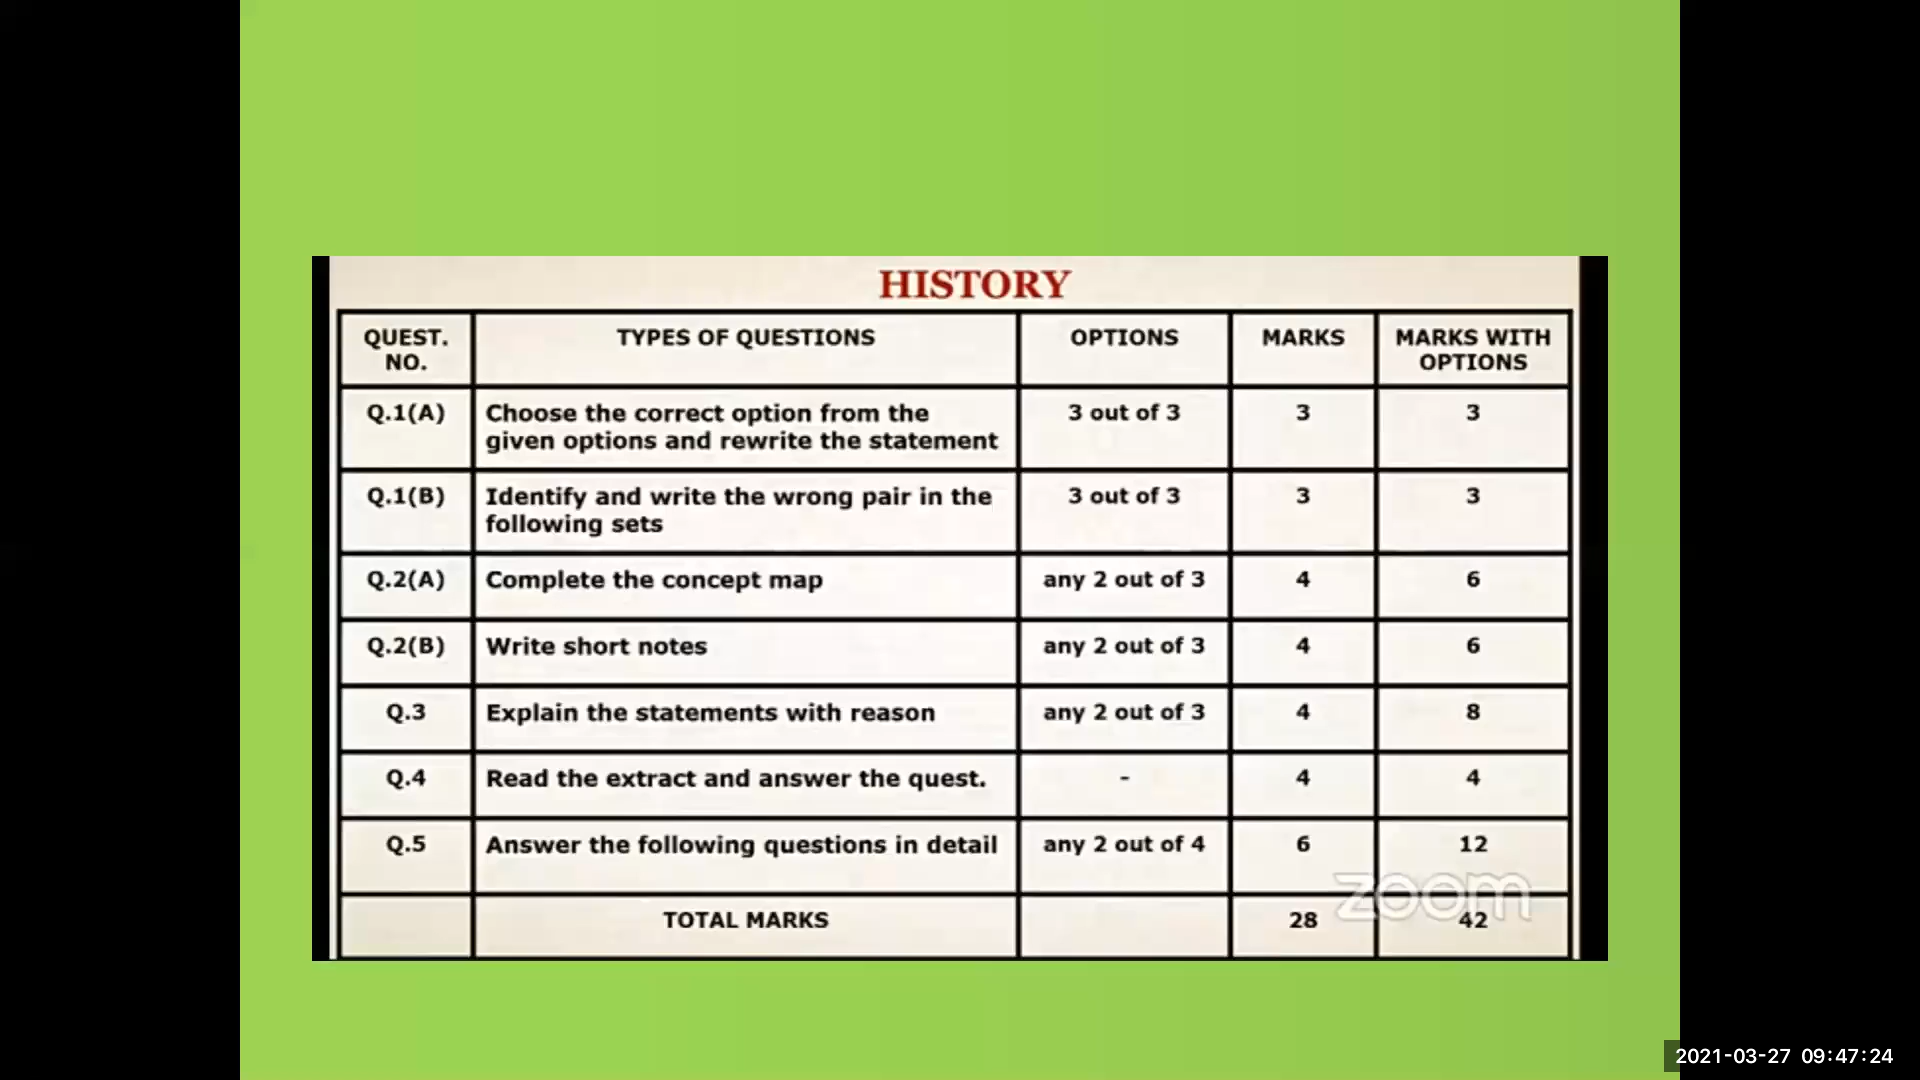 HISTORY
QUEST. NO. TYPES OF QUESTIONS OPTIONS MARKS MARKS WITH OPTIONS
Q.1(A) Choose the correct option from the given options and rewrite the statement 3 out of 3 3 3
Q.1(B) Identify and write the wrong pair in the following sets 3 out of 3 3 3
Q.2(A) Complete the concept map any 2 out of 3 4 6
Q.2(B) Write short notes any 2 out of 3 4 6
Q.3 Explain the statements with reason any 2 out of 3 4 8
Q.4 Read the extract and answer the quest. - 4 4
Q.5 Answer the following questions in detail any 2 out of 4 6 12
TOTAL MARKS 28 42
zoom
2021-03-27 09:47:24